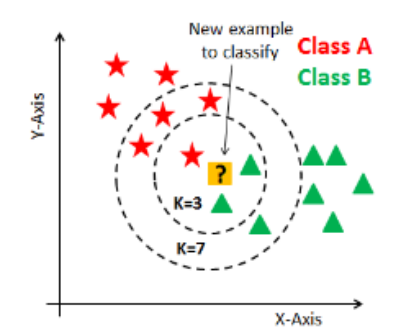 New example
to classify
Class A
Class B
Y-Axis
?
K=3
K=7
X-Axis